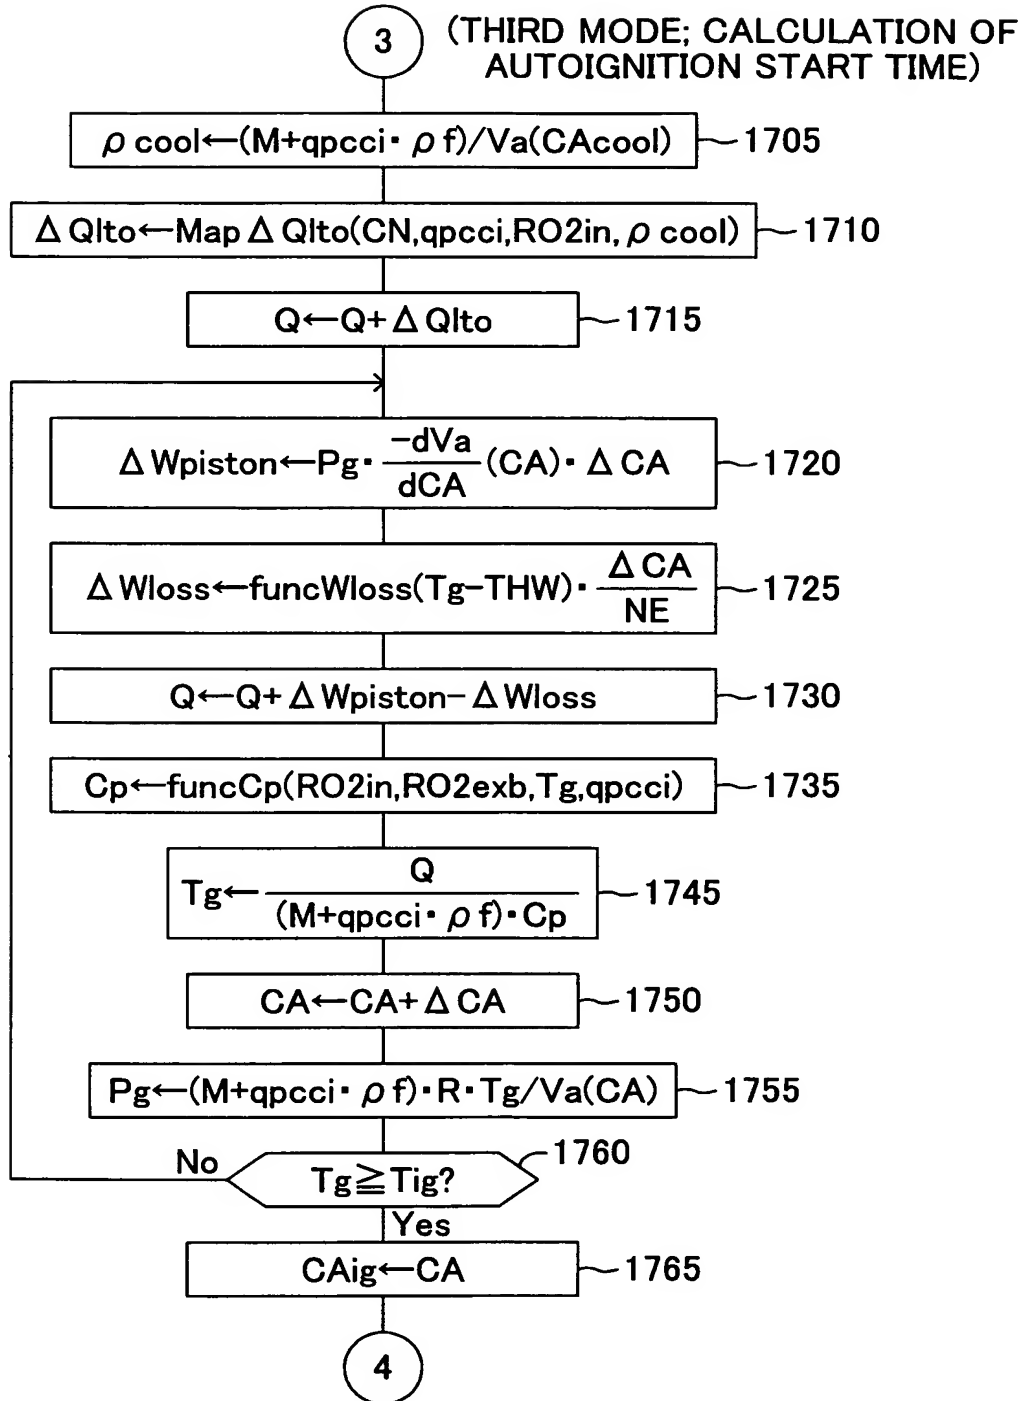 3
(THIRD MODE; CALCULATION OF
AUTOIGNITION START TIME)
ρ cool←(M+qpcci・ρ f)/Va(CAcool)
1705
Δ Qlto←Map Δ Qlto(CN,qpcci,RO2in, ρ cool)
1710
Q←Q+ Δ Qlto
1715
Δ Wpiston←Pg・ -dVa/dCA (CA)・ Δ CA
1720
Δ Wloss←funcWloss(Tg-THW)・ Δ CA/NE
1725
Q←Q+ Δ Wpiston- Δ Wloss
1730
Cp←funcCp(RO2in,RO2exb,Tg,qpcci)
1735
Tg← Q/(M+qpcci・ρ f)・Cp
1745
CA←CA+ Δ CA
1750
Pg←(M+qpcci・ρ f)・R・Tg/Va(CA)
1755
No
Tg≧Tig?
1760
Yes
CAig←CA
1765
4